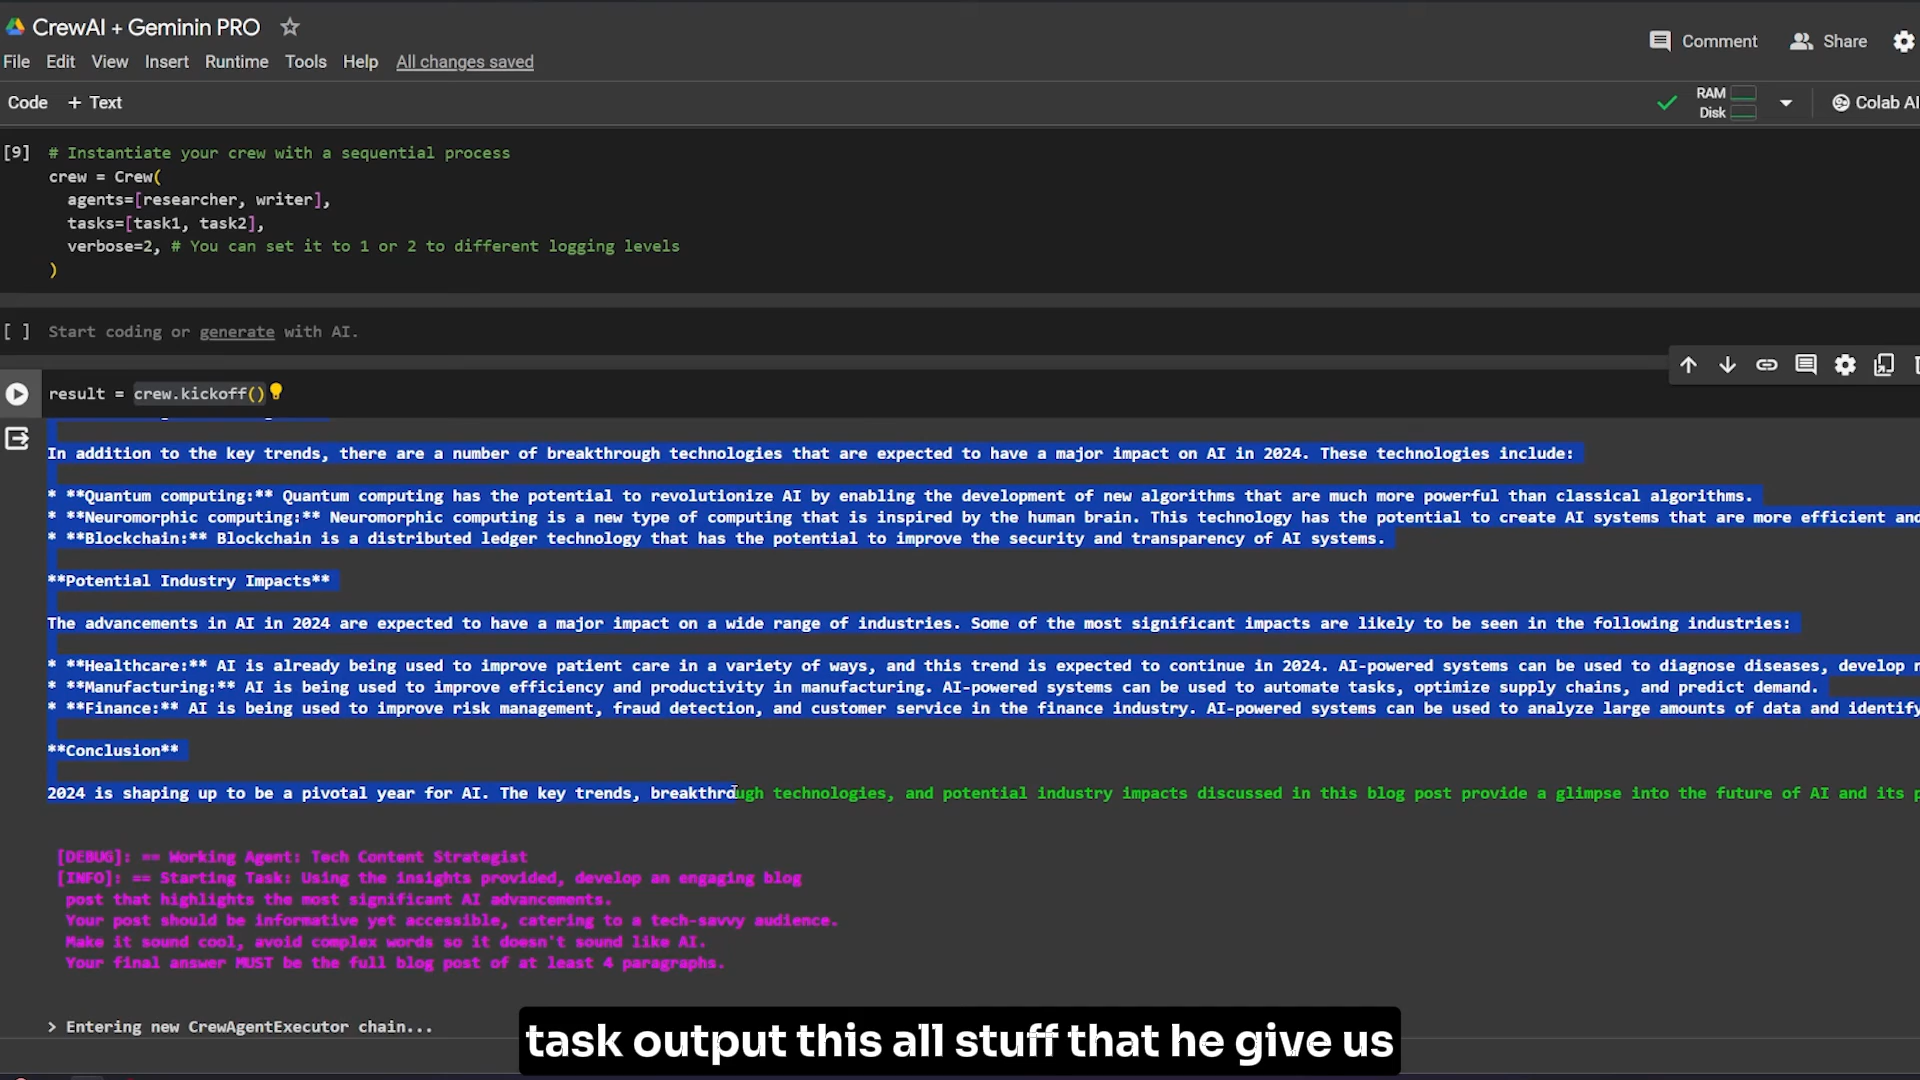 CrewAI + Geminin PRO
Comment
Share
File Edit View Insert Runtime Tools Help All changes saved
Code + Text
RAM
Disk
Colab AI
[9] # Instantiate your crew with a sequential process
crew = Crew(
agents=[researcher, writer],
tasks=[task1, task2],
verbose=2, # You can set it to 1 or 2 to different logging levels
)
[ ] Start coding or generate with AI.
result = crew.kickoff()
In addition to the key trends, there are a number of breakthrough technologies that are expected to have a major impact on AI in 2024. These technologies include:
* **Quantum computing:** Quantum computing has the potential to revolutionize AI by enabling the development of new algorithms that are much more powerful than classical algorithms.
* **Neuromorphic computing:** Neuromorphic computing is a new type of computing that is inspired by the human brain. This technology has the potential to create AI systems that are more efficient and
* **Blockchain:** Blockchain is a distributed ledger technology that has the potential to improve the security and transparency of AI systems.
**Potential Industry Impacts**
The advancements in AI in 2024 are expected to have a major impact on a wide range of industries. Some of the most significant impacts are likely to be seen in the following industries:
* **Healthcare:** AI is already being used to improve patient care in a variety of ways, and this trend is expected to continue in 2024. AI-powered systems can be used to diagnose diseases, develop
* **Manufacturing:** AI is being used to improve efficiency and productivity in manufacturing. AI-powered systems can be used to automate tasks, optimize supply chains, and predict demand.
* **Finance:** AI is being used to improve risk management, fraud detection, and customer service in the finance industry. AI-powered systems can be used to analyze large amounts of data and identify
**Conclusion**
2024 is shaping up to be a pivotal year for AI. The key trends, breakthrough technologies, and potential industry impacts discussed in this blog post provide a glimpse into the future of AI and its
[DEBUG]: == Working Agent: Tech Content Strategist
[INFO]: == Starting Task: Using the insights provided, develop an engaging blog
post that highlights the most significant AI advancements.
Your post should be informative yet accessible, catering to a tech-savvy audience.
Make it sound cool, avoid complex words so it doesn't sound like AI.
Your final answer MUST be the full blog post of at least 4 paragraphs.
> Entering new CrewAgentExecutor chain...
task output this all stuff that he give us